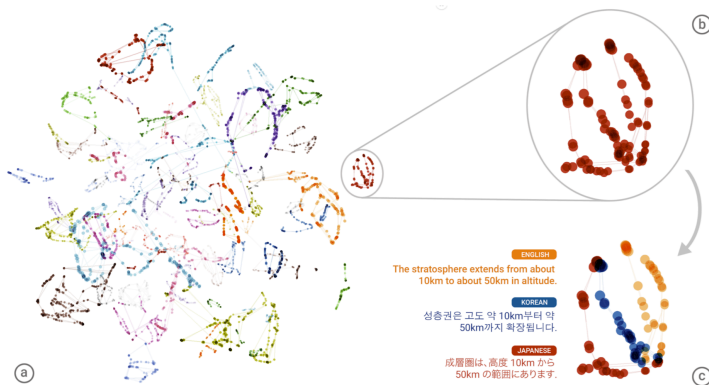 b
ENGLISH
The stratosphere extends from about
10km to about 50km in altitude.
KOREAN
성층권은 고도 약 10km부터 약
50km까지 확장됩니다.
JAPANESE
成層圏は、高度 10km から
50km の範囲にあります.
a
c